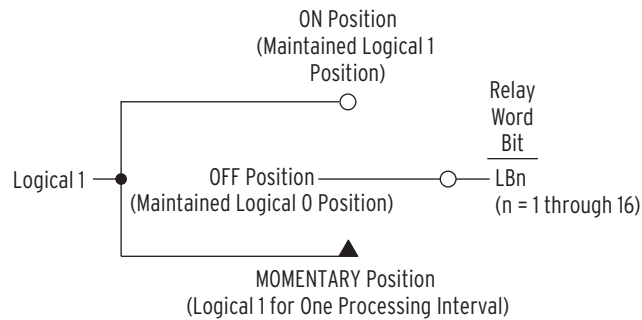 ON Position
(Maintained Logical 1
Position)
Relay
Word
Bit
Logical 1
OFF Position
(Maintained Logical 0 Position)
LBn
(n = 1 through 16)
MOMENTARY Position
(Logical 1 for One Processing Interval)